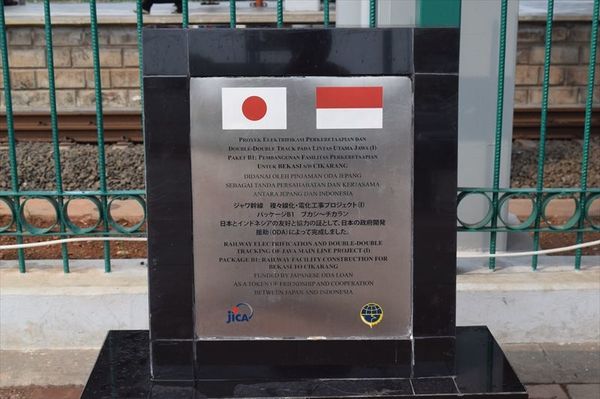 PROYEK ELEKTRIFIKASI PERKERETAAPIAN DAN
DOUBLE-DOUBLE TRACK PADA LINTAS UTAMA JAWA (I)
PAKET B1: PEMBANGUNAN FASILITAS PERKERETAAPIAN
UNTUK BEKASI S/D CIKARANG
DIDANAI OLEH PINJAMAN ODA JEPANG
SEBAGAI TANDA PERSAHABATAN DAN KERJASAMA
ANTARA JEPANG DAN INDONESIA
ジャワ幹線 複々線化・電化工事プロジェクト(I)
パッケージB1 ブカシ〜チカラン
日本とインドネシアの友好と協力の証として、日本の政府開発
援助(ODA)によって完成しました。
RAILWAY ELECTRIFICATION AND DOUBLE-DOUBLE
TRACKING OF JAVA MAIN LINE PROJECT (I)
PACKAGE B1: RAILWAY FACILITY CONSTRUCTION FOR
BEKASI TO CIKARANG
FUNDED BY JAPANESE ODA LOAN
AS A TOKEN OF FRIENDSHIP AND COOPERATION
BETWEEN JAPAN AND INDONESIA
jICA